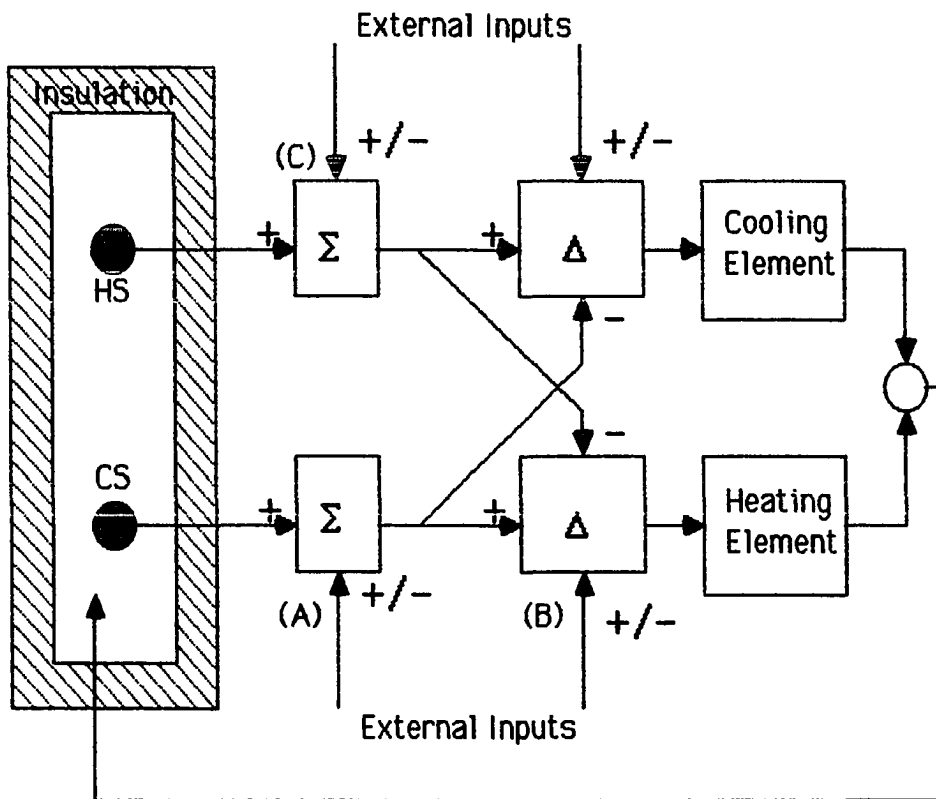 External Inputs
Insulation
(C)
+/-
+/-
+
Σ
+
Δ
Cooling
Element
HS
-
-
CS
+
Σ
+
Δ
Heating
Element
(A)
+/-
(B)
+/-
External Inputs